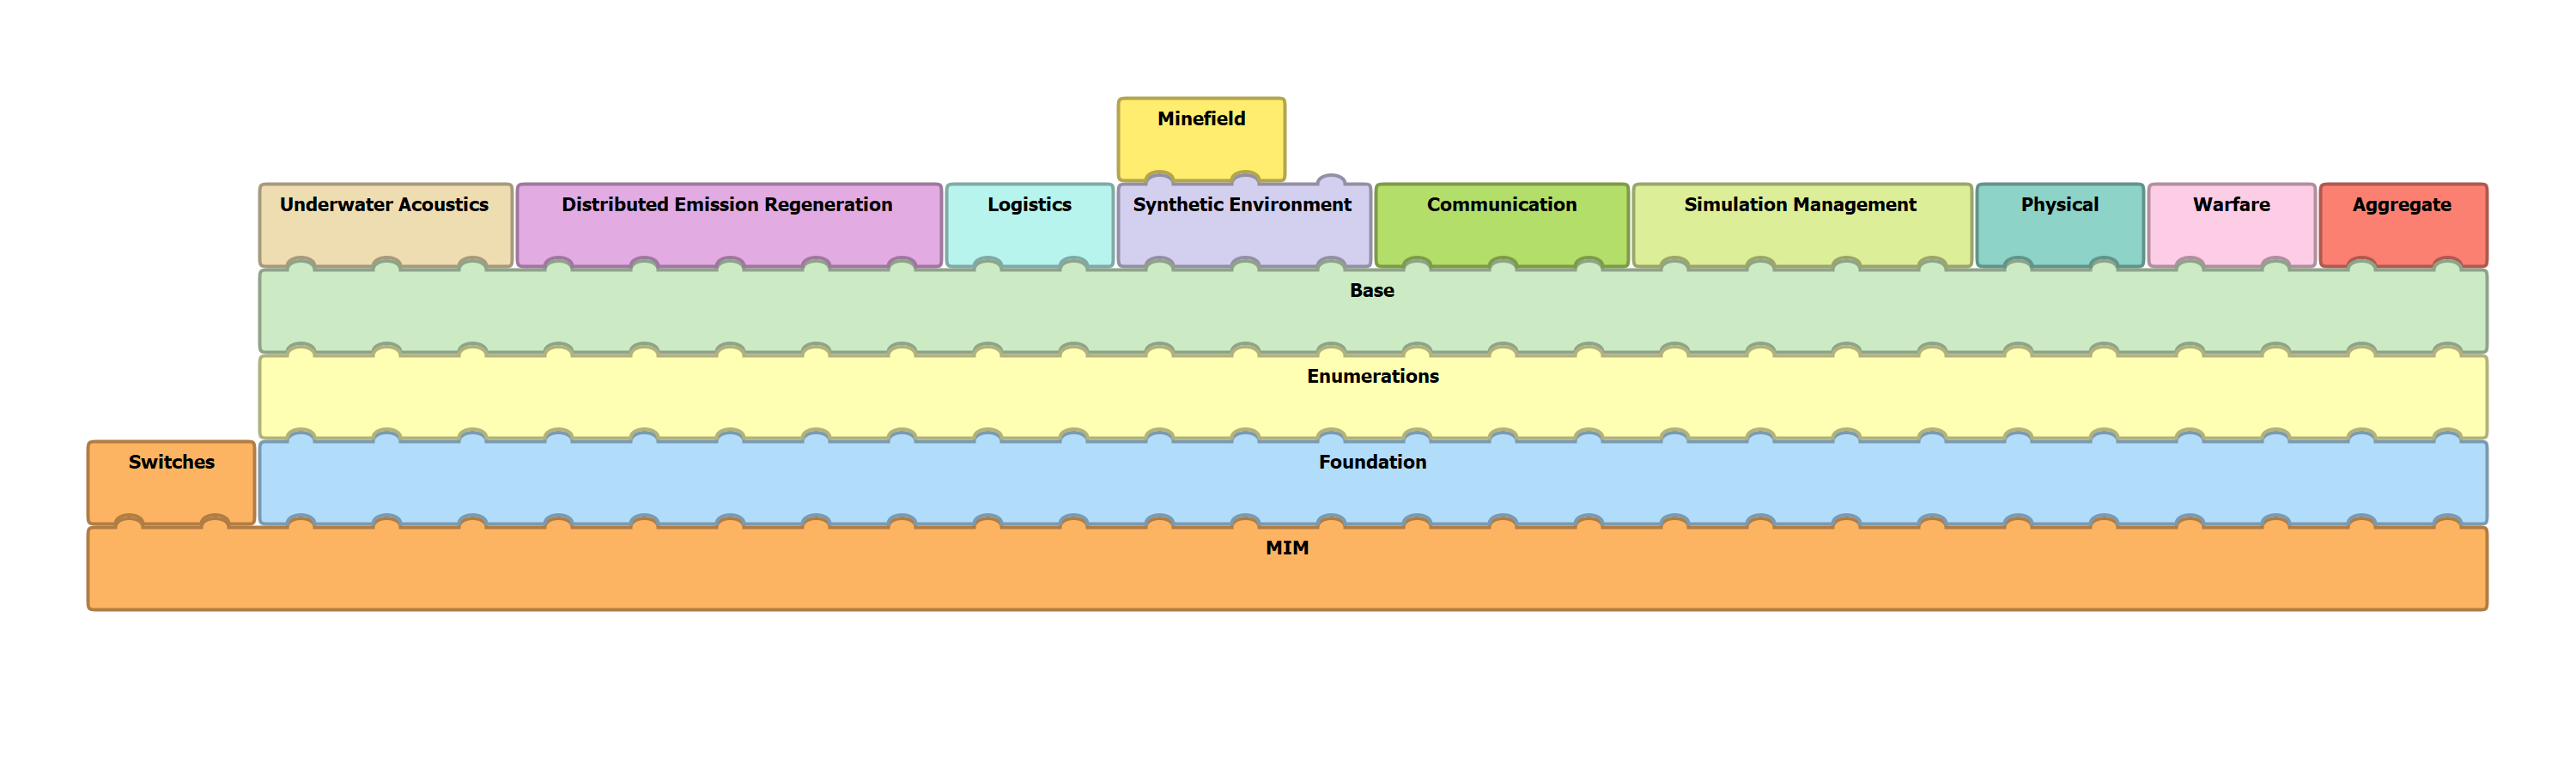 Minefield
Underwater Acoustics
Distributed Emission Regeneration
Logistics
Synthetic Environment
Communication
Simulation Management
Physical
Warfare
Aggregate
Base
Enumerations
Switches
Foundation
MIM